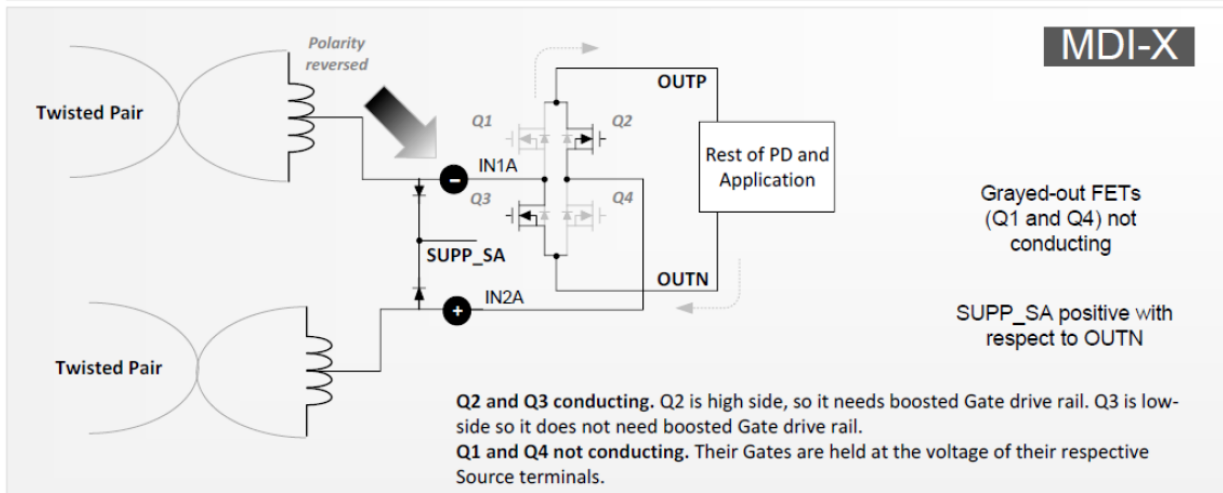 MDI-X
Polarity
reversed
OUTP
Twisted Pair
Q1
Q2
Rest of PD and
Application
−
IN1A
Q3
Q4
Grayed-out FETs
(Q1 and Q4) not
conducting
SUPP_SA
OUTN
+
IN2A
SUPP_SA positive with
respect to OUTN
Twisted Pair
Q2 and Q3 conducting. Q2 is high side, so it needs boosted Gate drive rail. Q3 is low-
side so it does not need boosted Gate drive rail.
Q1 and Q4 not conducting. Their Gates are held at the voltage of their respective
Source terminals.